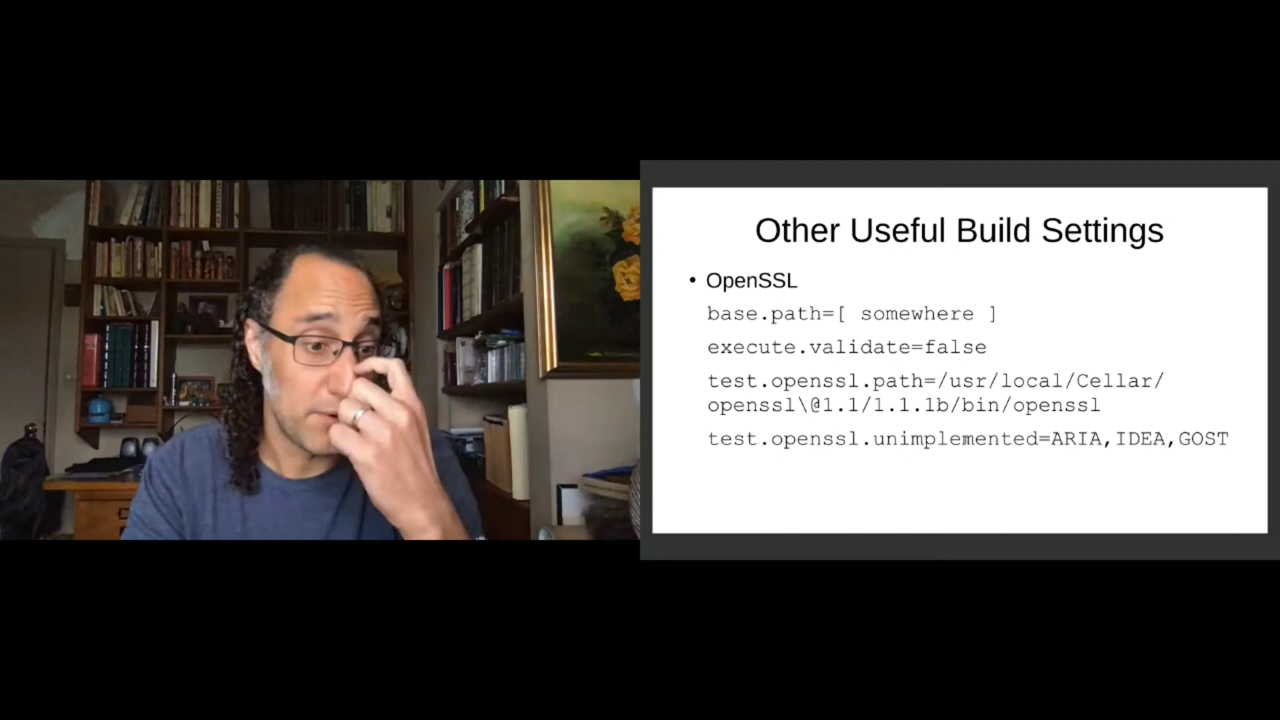 Other Useful Build Settings
• OpenSSL
base.path=[ somewhere ]
execute.validate=false
test.openssl.path=/usr/local/Cellar/
openssl\@1.1/1.1.1b/bin/openssl
test.openssl.unimplemented=ARIA,IDEA,GOST